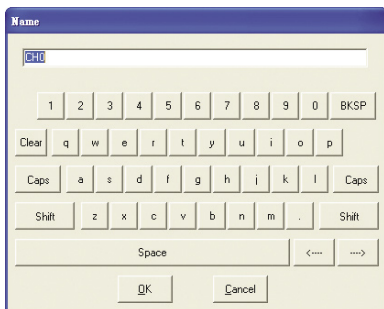 Name
CH0
1 2 3 4 5 6 7 8 9 0 BKSP
Clear q w e r t y u i o p
Caps a s d f g h j k l Caps
Shift z x c v b n m . Shift
Space <---- ---->
OK Cancel